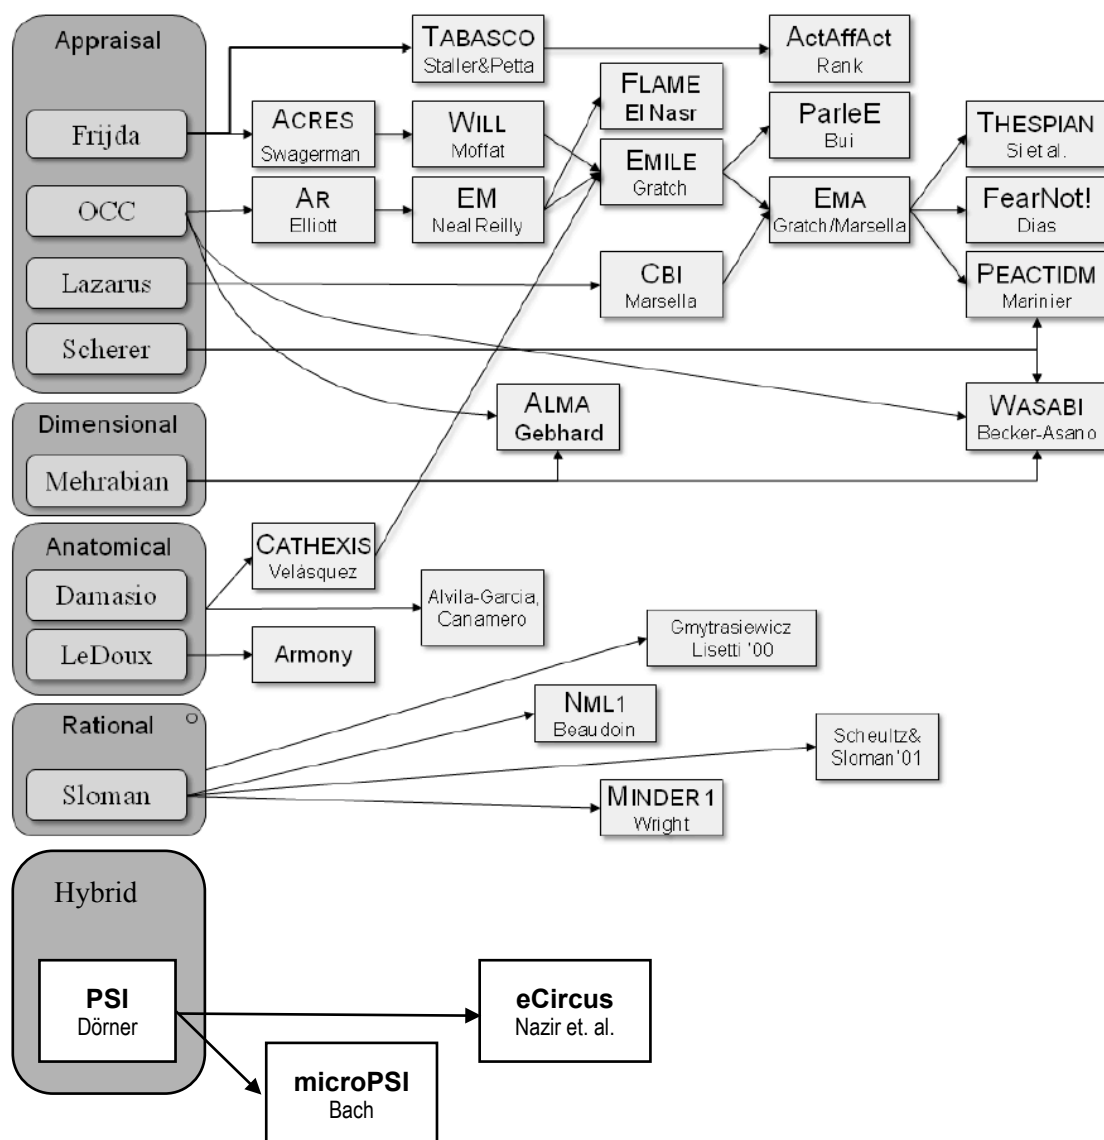 Appraisal
TABASCO
Staller&Petta
ActAffAct
Rank
FLAME
El Nasr
Frijda
ACRES
Swagerman
WILL
Moffat
EMILE
Gratch
ParleE
Bui
THESPIAN
Si et al.
OCC
AR
Elliott
EM
Neal Reilly
EMA
Gratch/Marsella
FearNot!
Dias
Lazarus
CBI
Marsella
PEACTIDM
Marinier
Scherer
Dimensional
ALMA
Gebhard
WASABI
Becker-Asano
Mehrabian
Anatomical
CATHEXIS
Velásquez
Damasio
Alvila-Garcia,
Canamero
LeDoux
Armony
Gmytrasiewicz
Lisetti '00
Rational
NML1
Beaudoin
Scheultz&
Sloman'01
Sloman
MINDER1
Wright
Hybrid
PSI
Dörner
eCircus
Nazir et. al.
microPSI
Bach